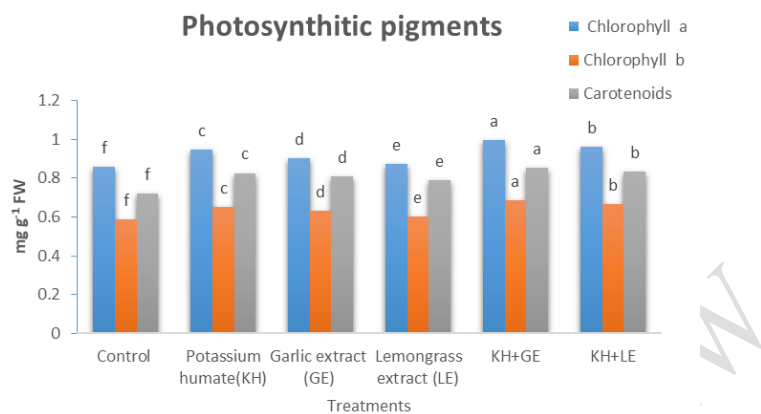 Photosynthitic pigments
Chlorophyll a
Chlorophyll b
Carotenoids
1.2
1
0.8
0.6
0.4
0.2
0
mg g⁻¹ FW
f f f
c c c
d d d
e e e
a a a
b b b
Control
Potassium
humate(KH)
Garlic extract
(GE)
Lemongrass
extract (LE)
KH+GE
KH+LE
Treatments
W